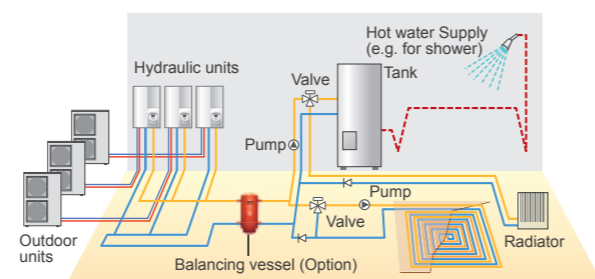 Hot water Supply
(e.g. for shower)
Hydraulic units
Valve
Tank
Pump
Pump
Valve
Outdoor
units
Radiator
Balancing vessel (Option)